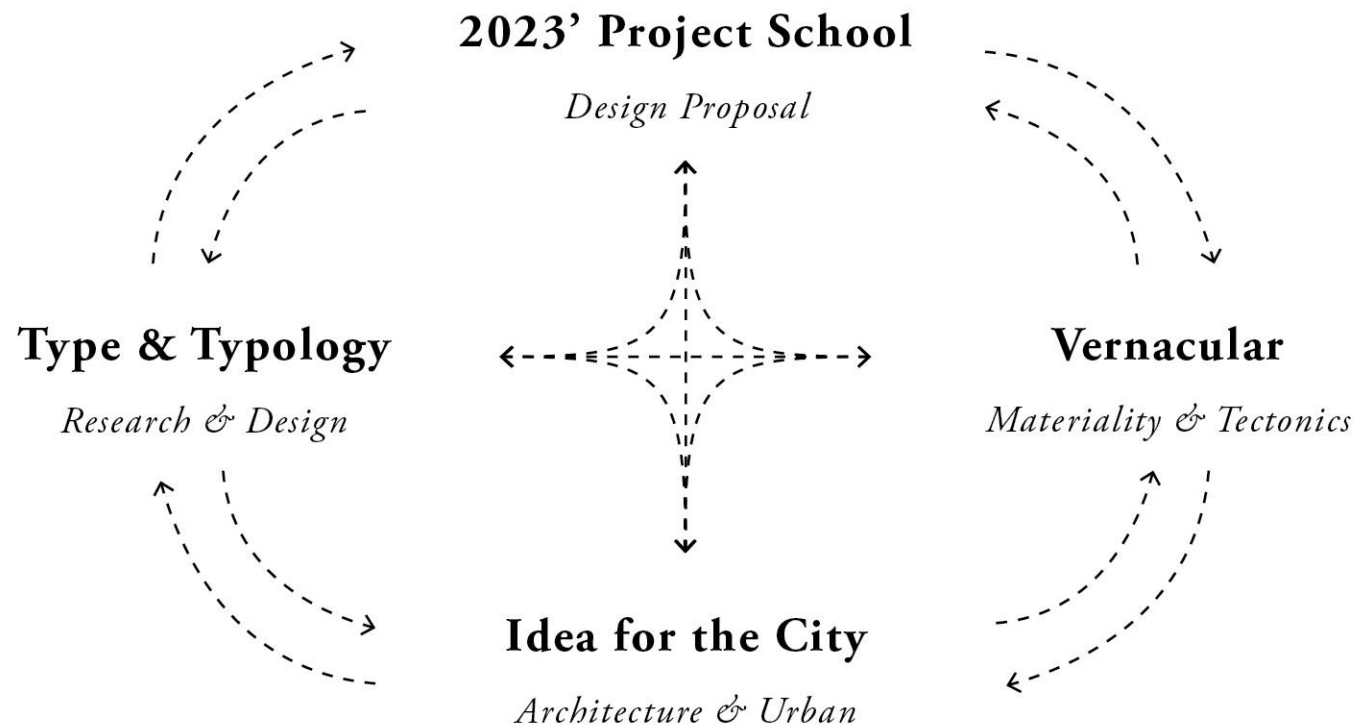 2023’ Project School
Design Proposal
Type & Typology
Research & Design
Vernacular
Materiality & Tectonics
Idea for the City
Architecture & Urban